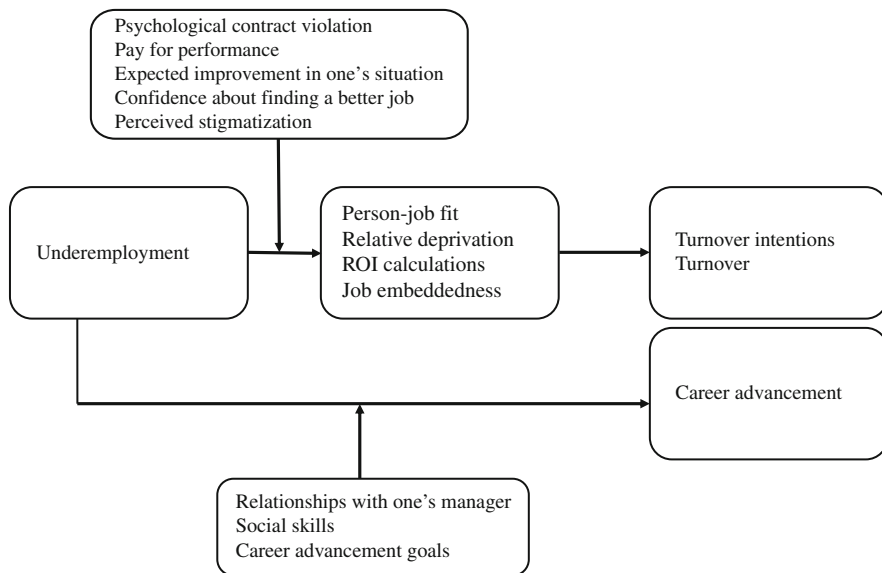 Psychological contract violation
Pay for performance
Expected improvement in one’s situation
Confidence about finding a better job
Perceived stigmatization
Underemployment
Person-job fit
Relative deprivation
ROI calculations
Job embeddedness
Turnover intentions
Turnover
Career advancement
Relationships with one’s manager
Social skills
Career advancement goals